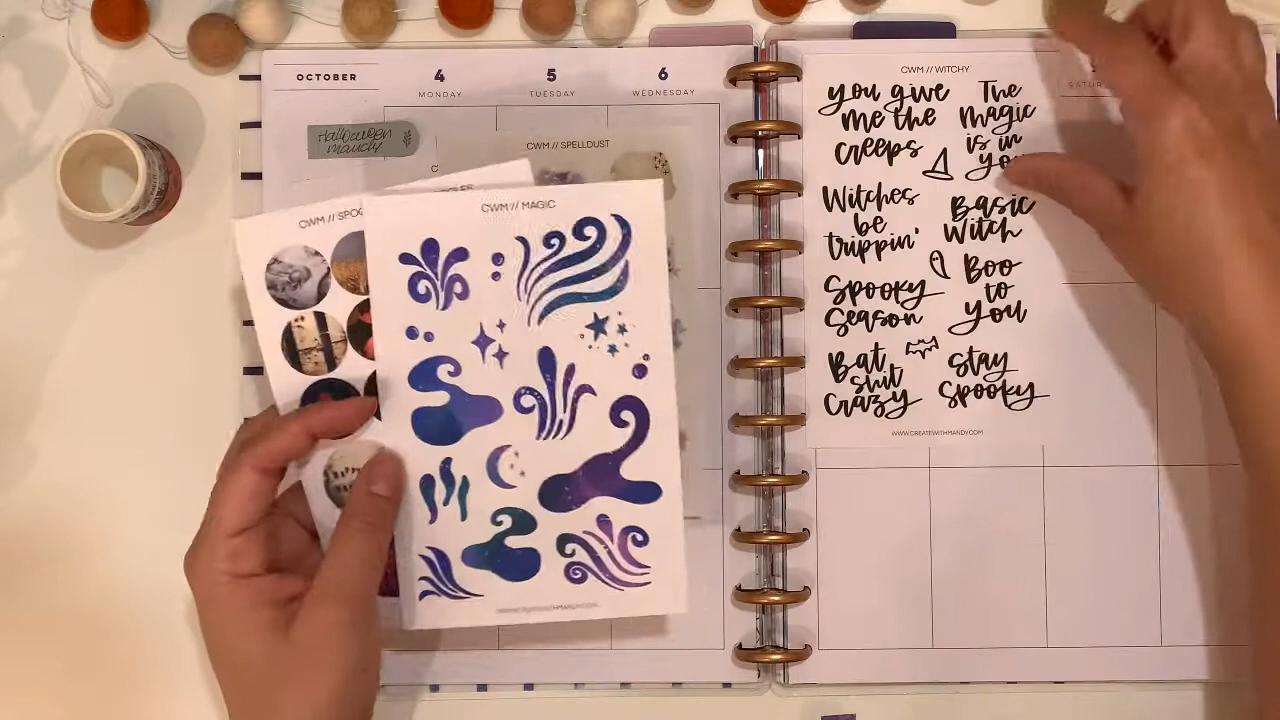 OCTOBER
4
MONDAY
5
TUESDAY
6
WEDNESDAY
Halloween
mandy
CWM // SPELLDUST
CWM // SPOO
CWM // MAGIC
CWM // WITCHY
you give
me the
creeps
The
Magic
is in
you
Witches
be
trippin'
Basic
Witch
Spooky
Season
Boo
to
You
Bat
shit
Crazy
Stay
Spooky
WWW.CREATEWITHMANDY.COM